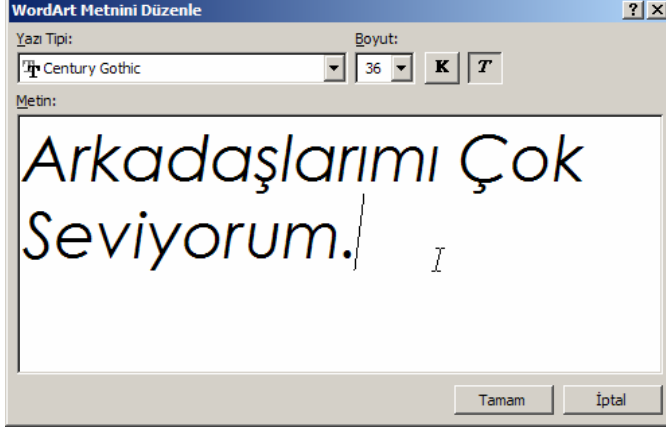 WordArt Metnini Düzenle
Yazı Tipi: Boyut:
Century Gothic 36 K T
Metin:
Arkadaşlarımı Çok
Seviyorum.
Tamam İptal